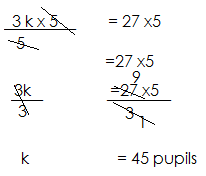 3 k x 5 = 27 x5
5
=27 x5
9
3k =27 x5
3 3 1
k = 45 pupils